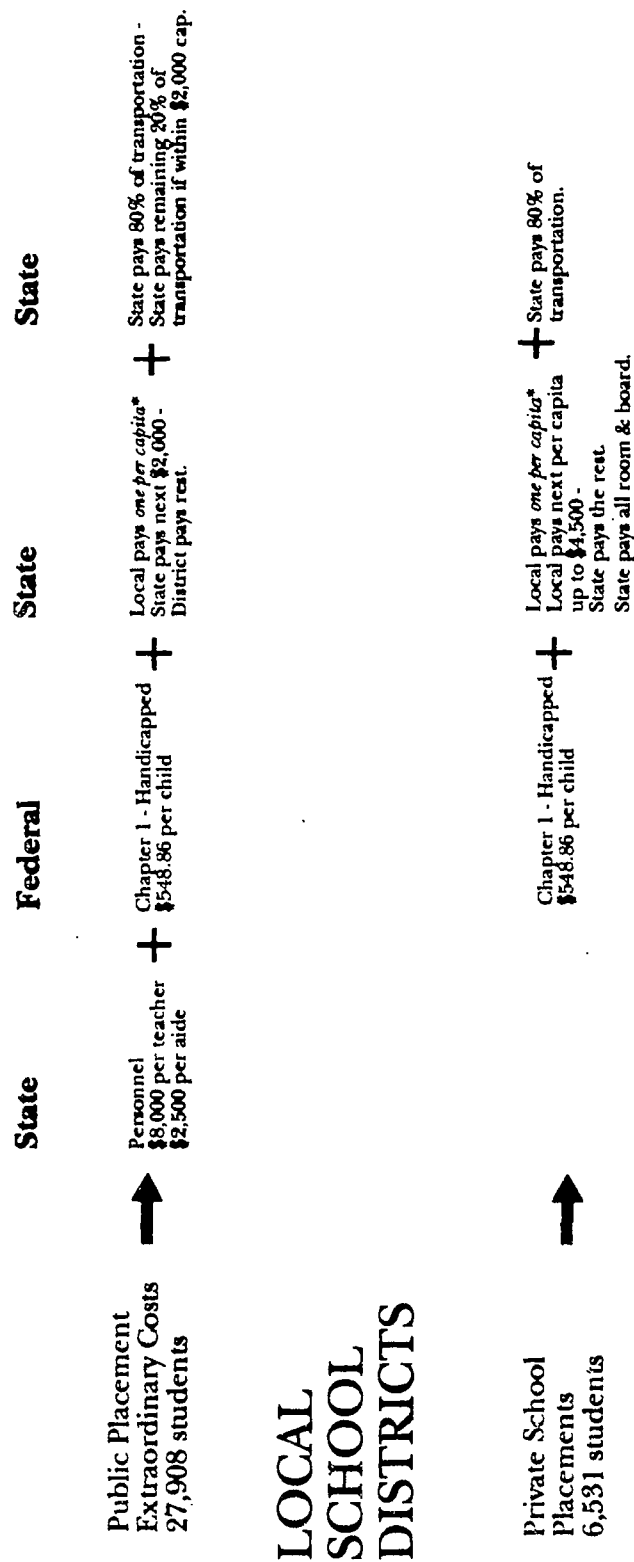 State
Federal
State
State
Public Placement
Extraordinary Costs
27,908 students
Personnel
$8,000 per teacher
$2,500 per aide
+
Chapter 1 - Handicapped
$548.86 per child
+
Local pays one per capita*
State pays next $2,000 -
District pays rest.
+
State pays 80% of transportation -
State pays remaining 20% of
transportation if within $2,000 cap.
LOCAL
SCHOOL
DISTRICTS
Private School
Placements
6,531 students
Chapter 1 - Handicapped
$548.86 per child
+
Local pays one per capita*
Local pays next per capita
up to $4,500 -
State pays the rest.
State pays all room & board.
+
State pays 80% of
transportation.